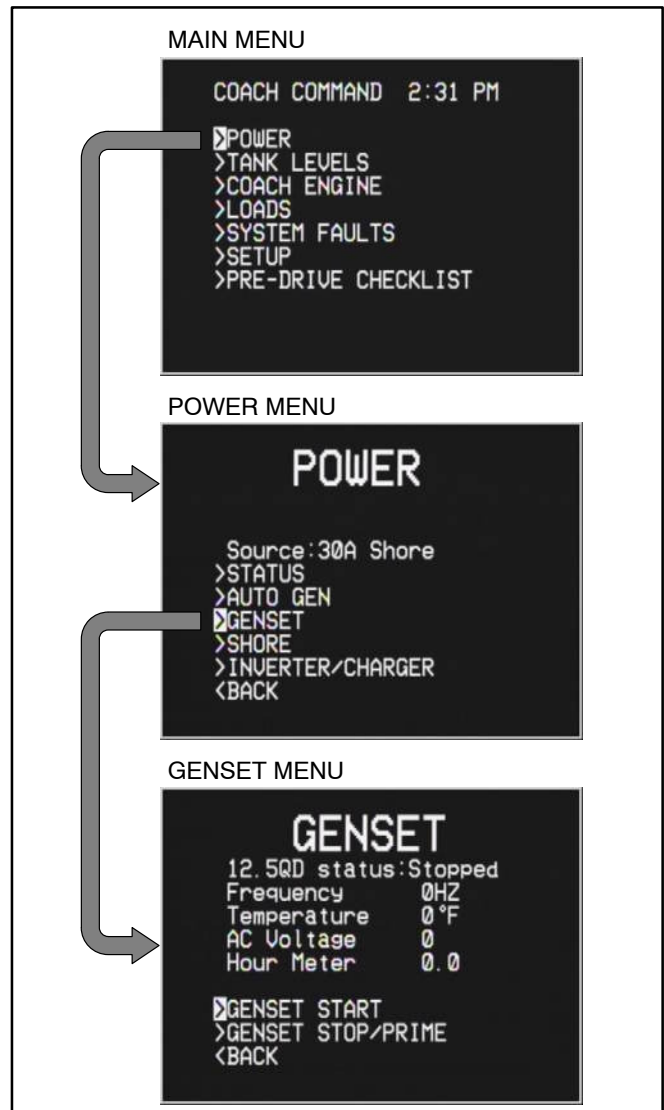 MAIN MENU
COACH COMMAND 2:31 PM
>POWER
>TANK LEVELS
>COACH ENGINE
>LOADS
>SYSTEM FAULTS
>SETUP
>PRE-DRIVE CHECKLIST
POWER MENU
POWER
Source:30A Shore
>STATUS
>AUTO GEN
>GENSET
>SHORE
>INVERTER/CHARGER
<BACK
GENSET MENU
GENSET
12.5QD status:Stopped
Frequency 0HZ
Temperature 0°F
AC Voltage 0
Hour Meter 0.0
>GENSET START
>GENSET STOP/PRIME
<BACK